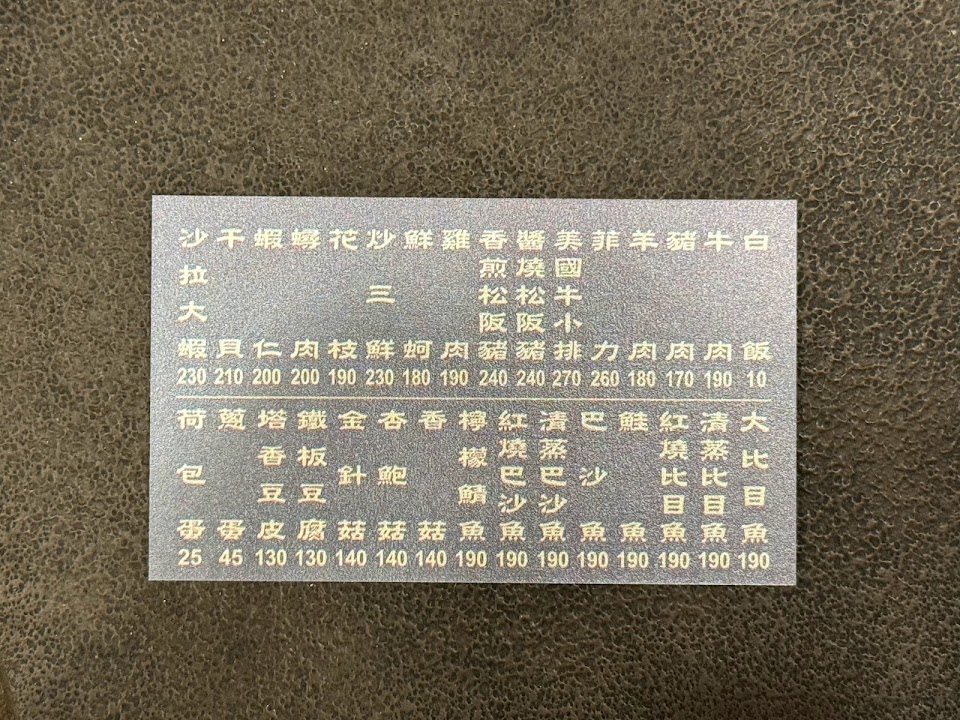 白飯 10
牛肉 190
豬肉 170
羊肉 180
菲力 260
美國牛小排 270
醬燒松阪豬 240
香煎松阪豬 240
雞肉 190
鮮蚵 180
炒三鮮 230
花枝 190
蟳肉 200
蝦仁 200
干貝 210
沙拉大蝦 230
大比目魚 190
清蒸比目魚 190
紅燒比目魚 190
鮭魚 190
巴沙魚 190
清蒸巴沙魚 190
紅燒巴沙魚 190
檸檬鯖魚 190
香菇 140
杏鮑菇 140
金針菇 140
鐵板豆腐 130
塔香豆皮 130
蔥蛋 45
荷包蛋 25